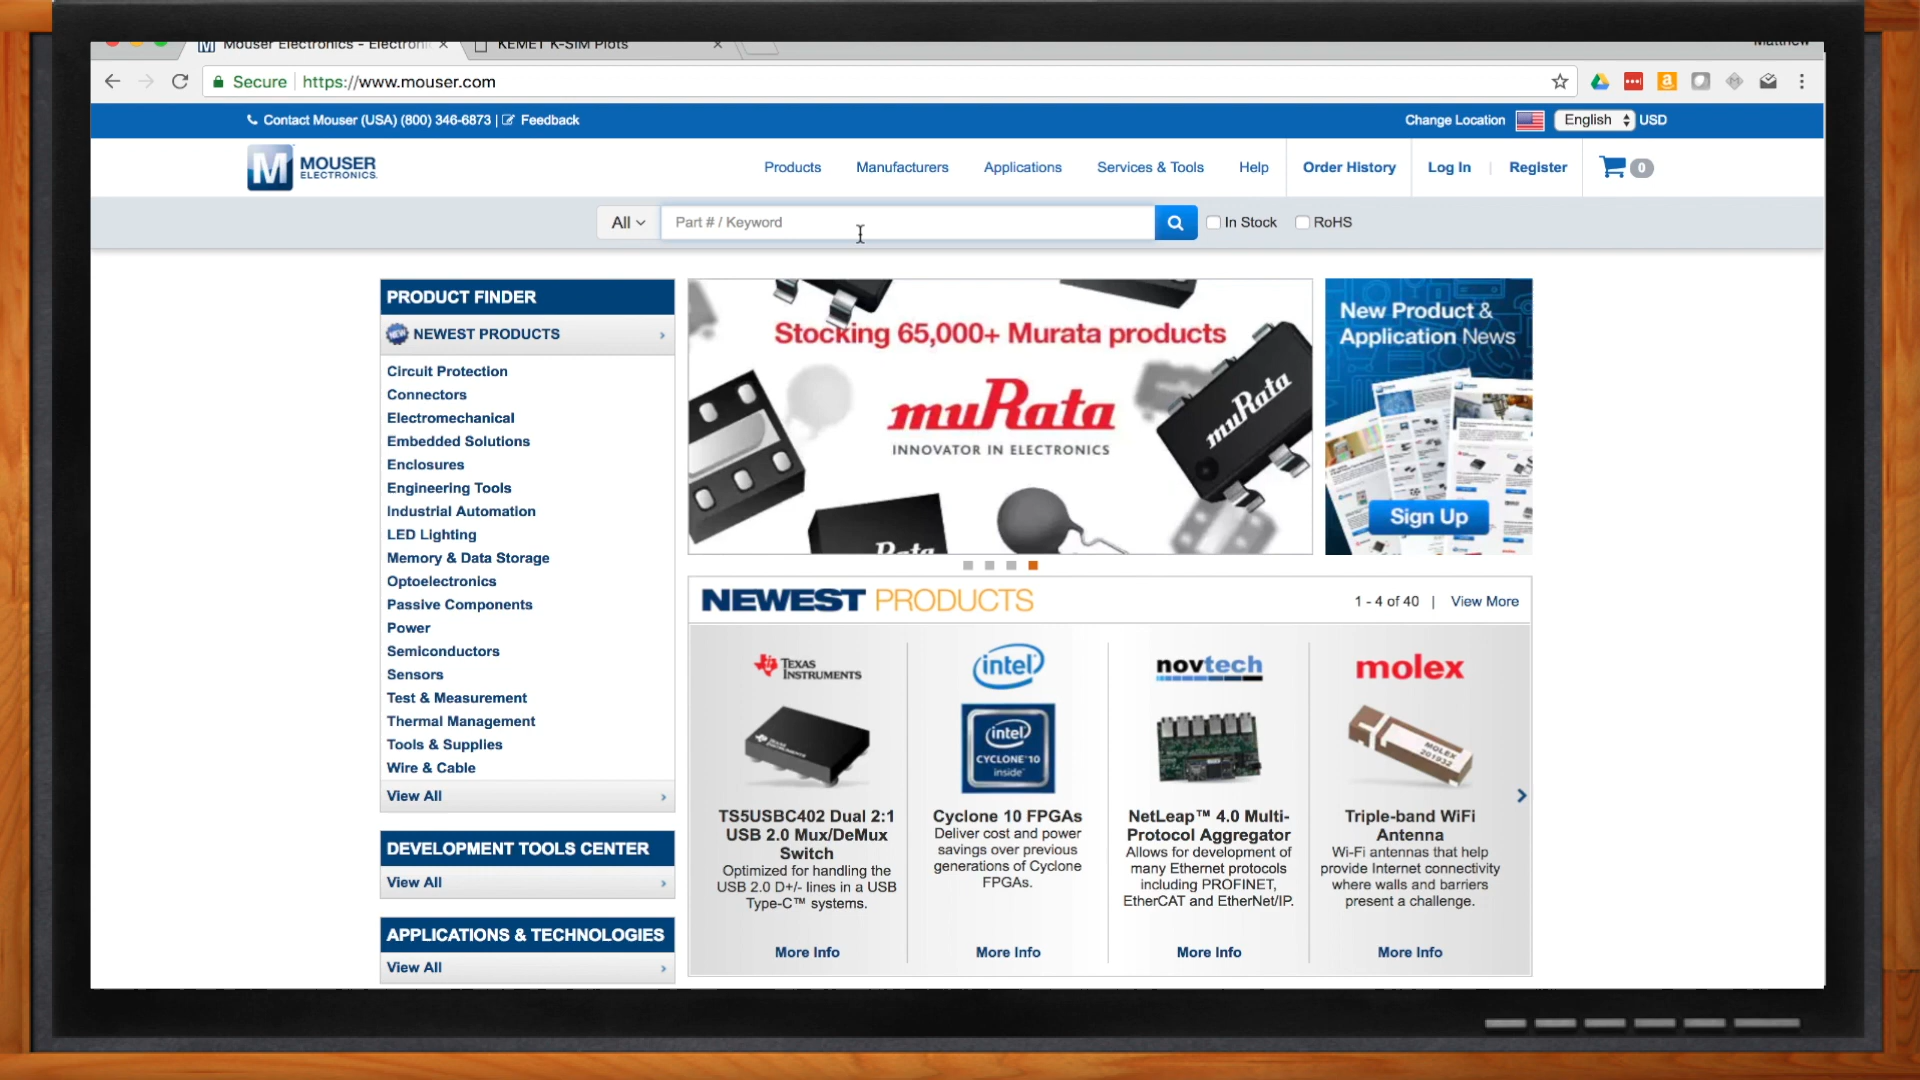 Mouser Electronics - Electronic
KEMET K-SIM Plots
Matthew
Secure
https://www.mouser.com
Contact Mouser (USA) (800) 346-6873 | Feedback
Change Location
English
USD
M MOUSER ELECTRONICS
Products
Manufacturers
Applications
Services & Tools
Help
Order History
Log In
Register
0
All
Part # / Keyword
In Stock
RoHS
PRODUCT FINDER
NEW NEWEST PRODUCTS
Circuit Protection
Connectors
Electromechanical
Embedded Solutions
Enclosures
Engineering Tools
Industrial Automation
LED Lighting
Memory & Data Storage
Optoelectronics
Passive Components
Power
Semiconductors
Sensors
Test & Measurement
Thermal Management
Tools & Supplies
Wire & Cable
View All
DEVELOPMENT TOOLS CENTER
View All
APPLICATIONS & TECHNOLOGIES
View All
Stocking 65,000+ Murata products
muRata
INNOVATOR IN ELECTRONICS
muRata
New Product &
Application News
Sign Up
NEWEST PRODUCTS
1 - 4 of 40 | View More
TEXAS
INSTRUMENTS
TS5USBC402 Dual 2:1
USB 2.0 Mux/DeMux
Switch
Optimized for handling the
USB 2.0 D+/- lines in a USB
Type-C™ systems.
More Info
intel
intel
CYCLONE 10
inside
Cyclone 10 FPGAs
Deliver cost and power
savings over previous
generations of Cyclone
FPGAs.
More Info
novtech
NetLeap™ 4.0 Multi-
Protocol Aggregator
Allows for development of
many Ethernet protocols
including PROFINET,
EtherCAT and EtherNet/IP.
More Info
molex
MOLEX
201932
Triple-band WiFi
Antenna
Wi-Fi antennas that help
provide Internet connectivity
where walls and barriers
present a challenge.
More Info